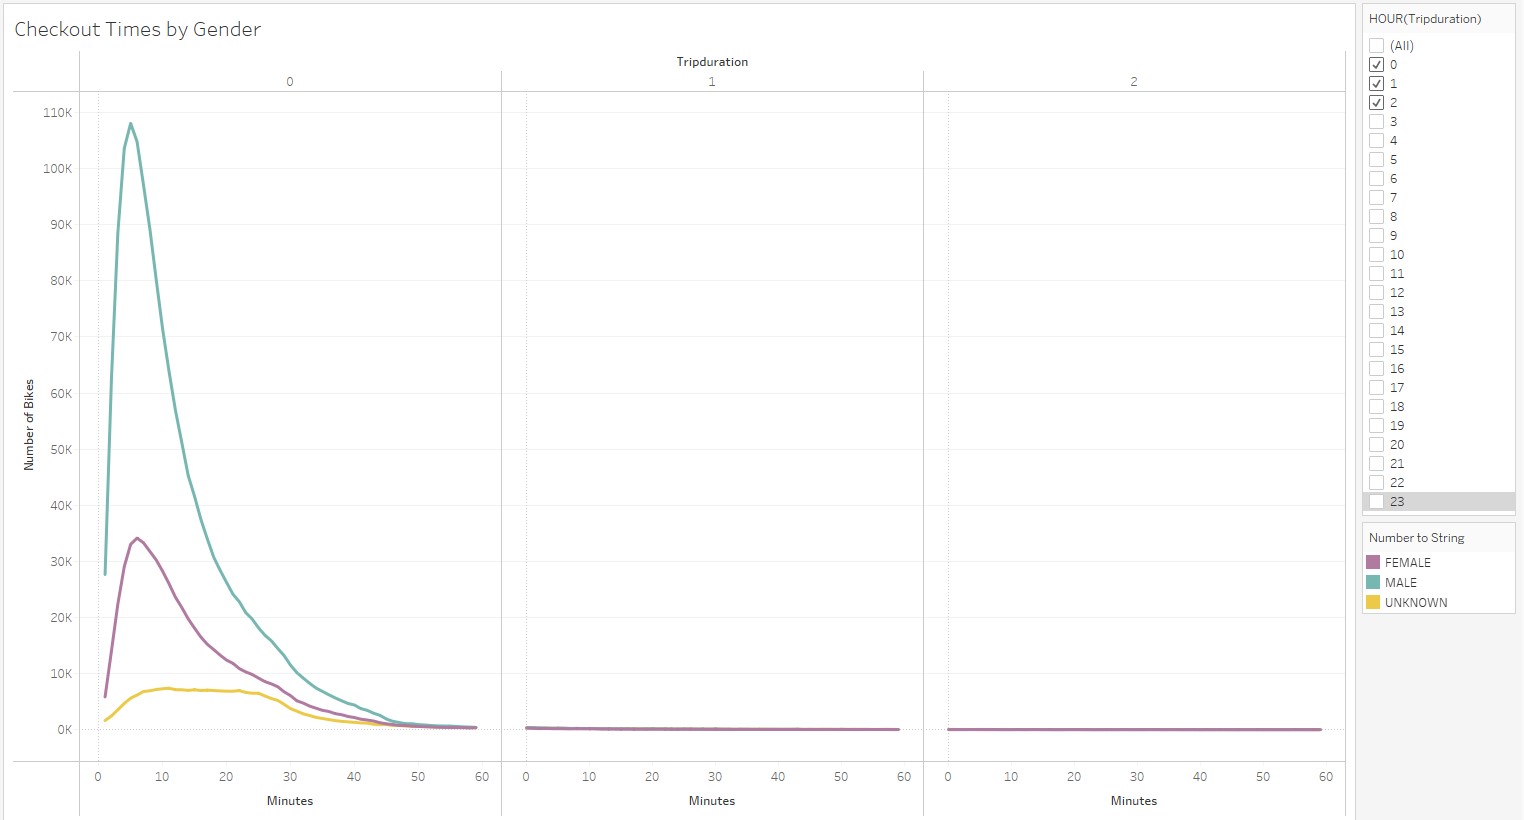 Checkout Times by Gender
Tripduration
0 1 2
110K
100K
90K
80K
70K
60K
50K
40K
30K
20K
10K
0K
Number of Bikes
0 10 20 30 40 50 60 0 10 20 30 40 50 60 0 10 20 30 40 50 60
Minutes Minutes Minutes
HOUR(Tripduration)
(All)
0
1
2
3
4
5
6
7
8
9
10
11
12
13
14
15
16
17
18
19
20
21
22
23
Number to String
FEMALE
MALE
UNKNOWN